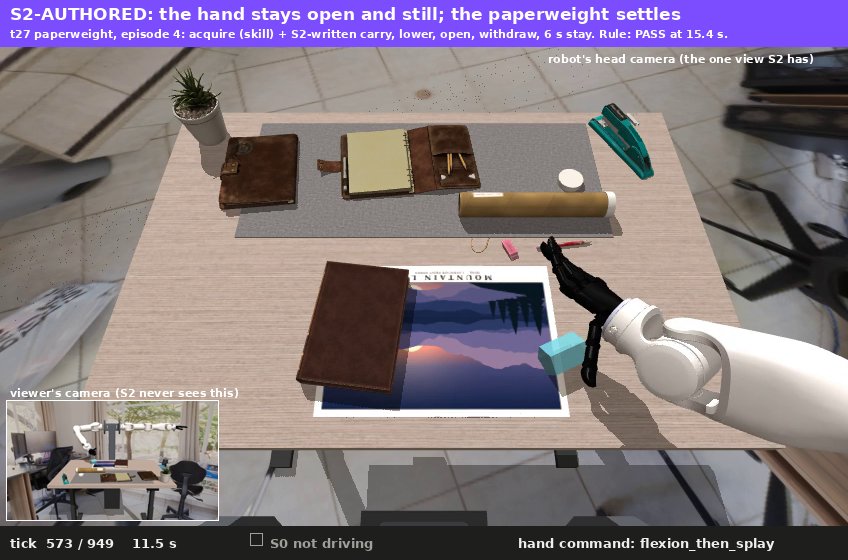 S2-AUTHORED: the hand stays open and still; the paperweight settles
t27 paperweight, episode 4: acquire (skill) + S2-written carry, lower, open, withdraw, 6 s stay. Rule: PASS at 15.4 s.
robot's head camera (the one view S2 has)
MOUNTAIN L
viewer's camera (S2 never sees this)
tick 573 / 949 11.5 s
S0 not driving
hand command: flexion_then_splay